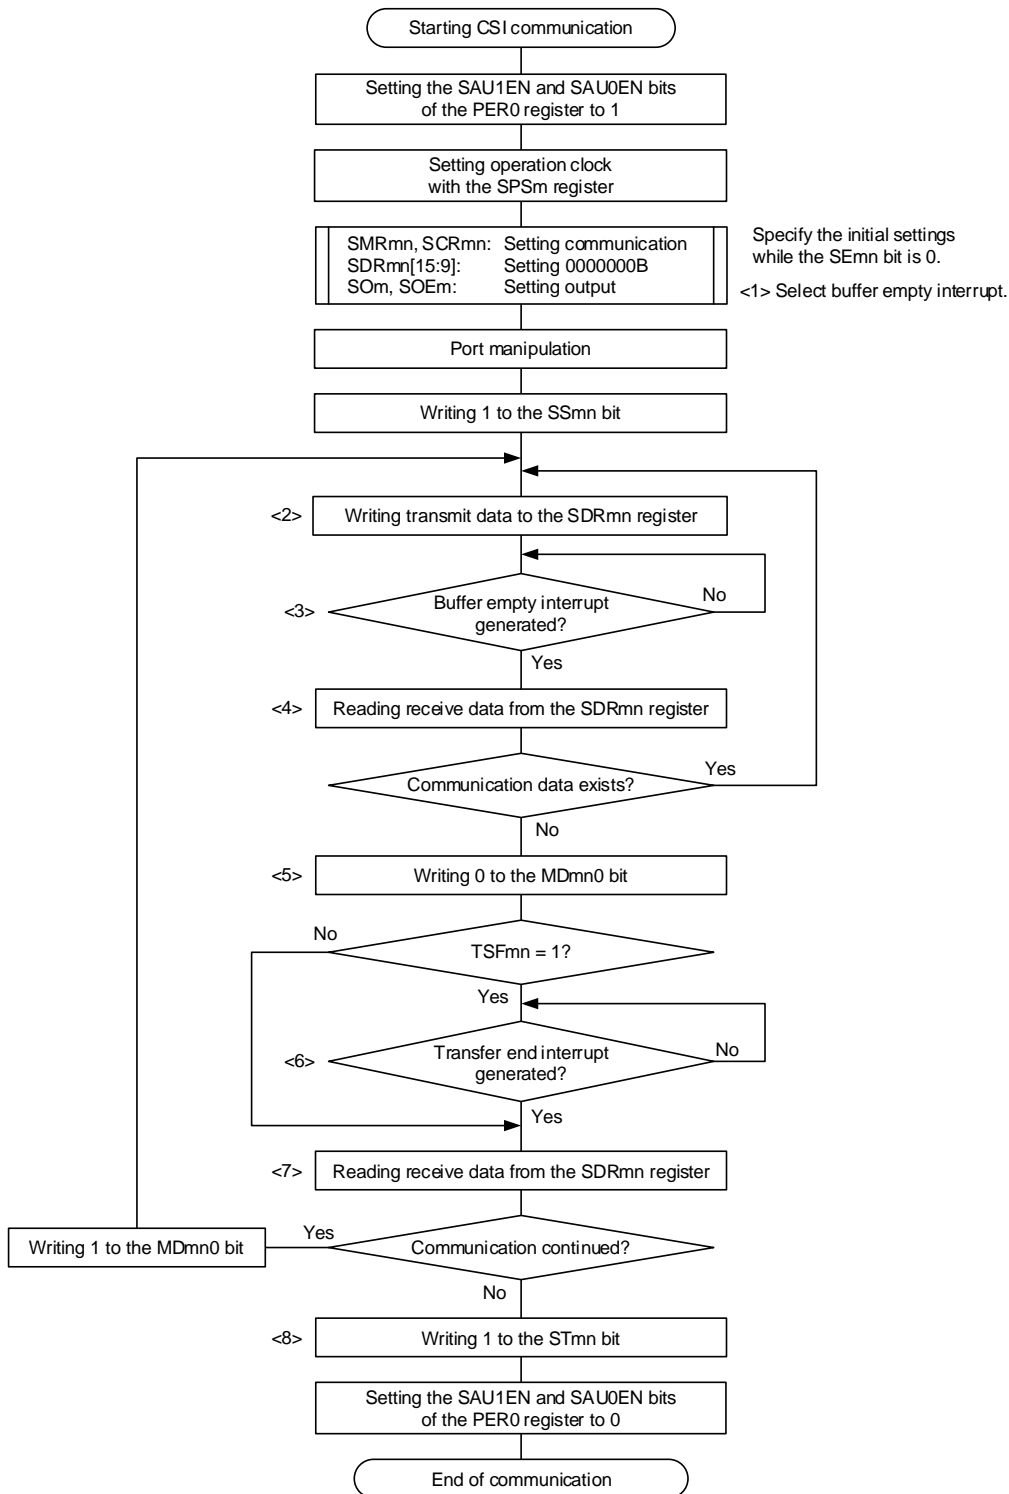 Starting CSI communication
Setting the SAU1EN and SAU0EN bits
of the PER0 register to 1
Setting operation clock
with the SPSm register
SMRmn, SCRmn: Setting communication
SDRmn[15:9]: Setting 0000000B
SOm, SOEm: Setting output
Specify the initial settings
while the SEmn bit is 0.
<1> Select buffer empty interrupt.
Port manipulation
Writing 1 to the SSmn bit
<2> Writing transmit data to the SDRmn register
<3> Buffer empty interrupt
generated?
No
Yes
<4> Reading receive data from the SDRmn register
Communication data exists?
Yes
No
<5> Writing 0 to the MDmn0 bit
No
TSFmn = 1?
Yes
<6> Transfer end interrupt
generated?
No
Yes
<7> Reading receive data from the SDRmn register
Writing 1 to the MDmn0 bit
Yes
Communication continued?
No
<8> Writing 1 to the STmn bit
Setting the SAU1EN and SAU0EN bits
of the PER0 register to 0
End of communication